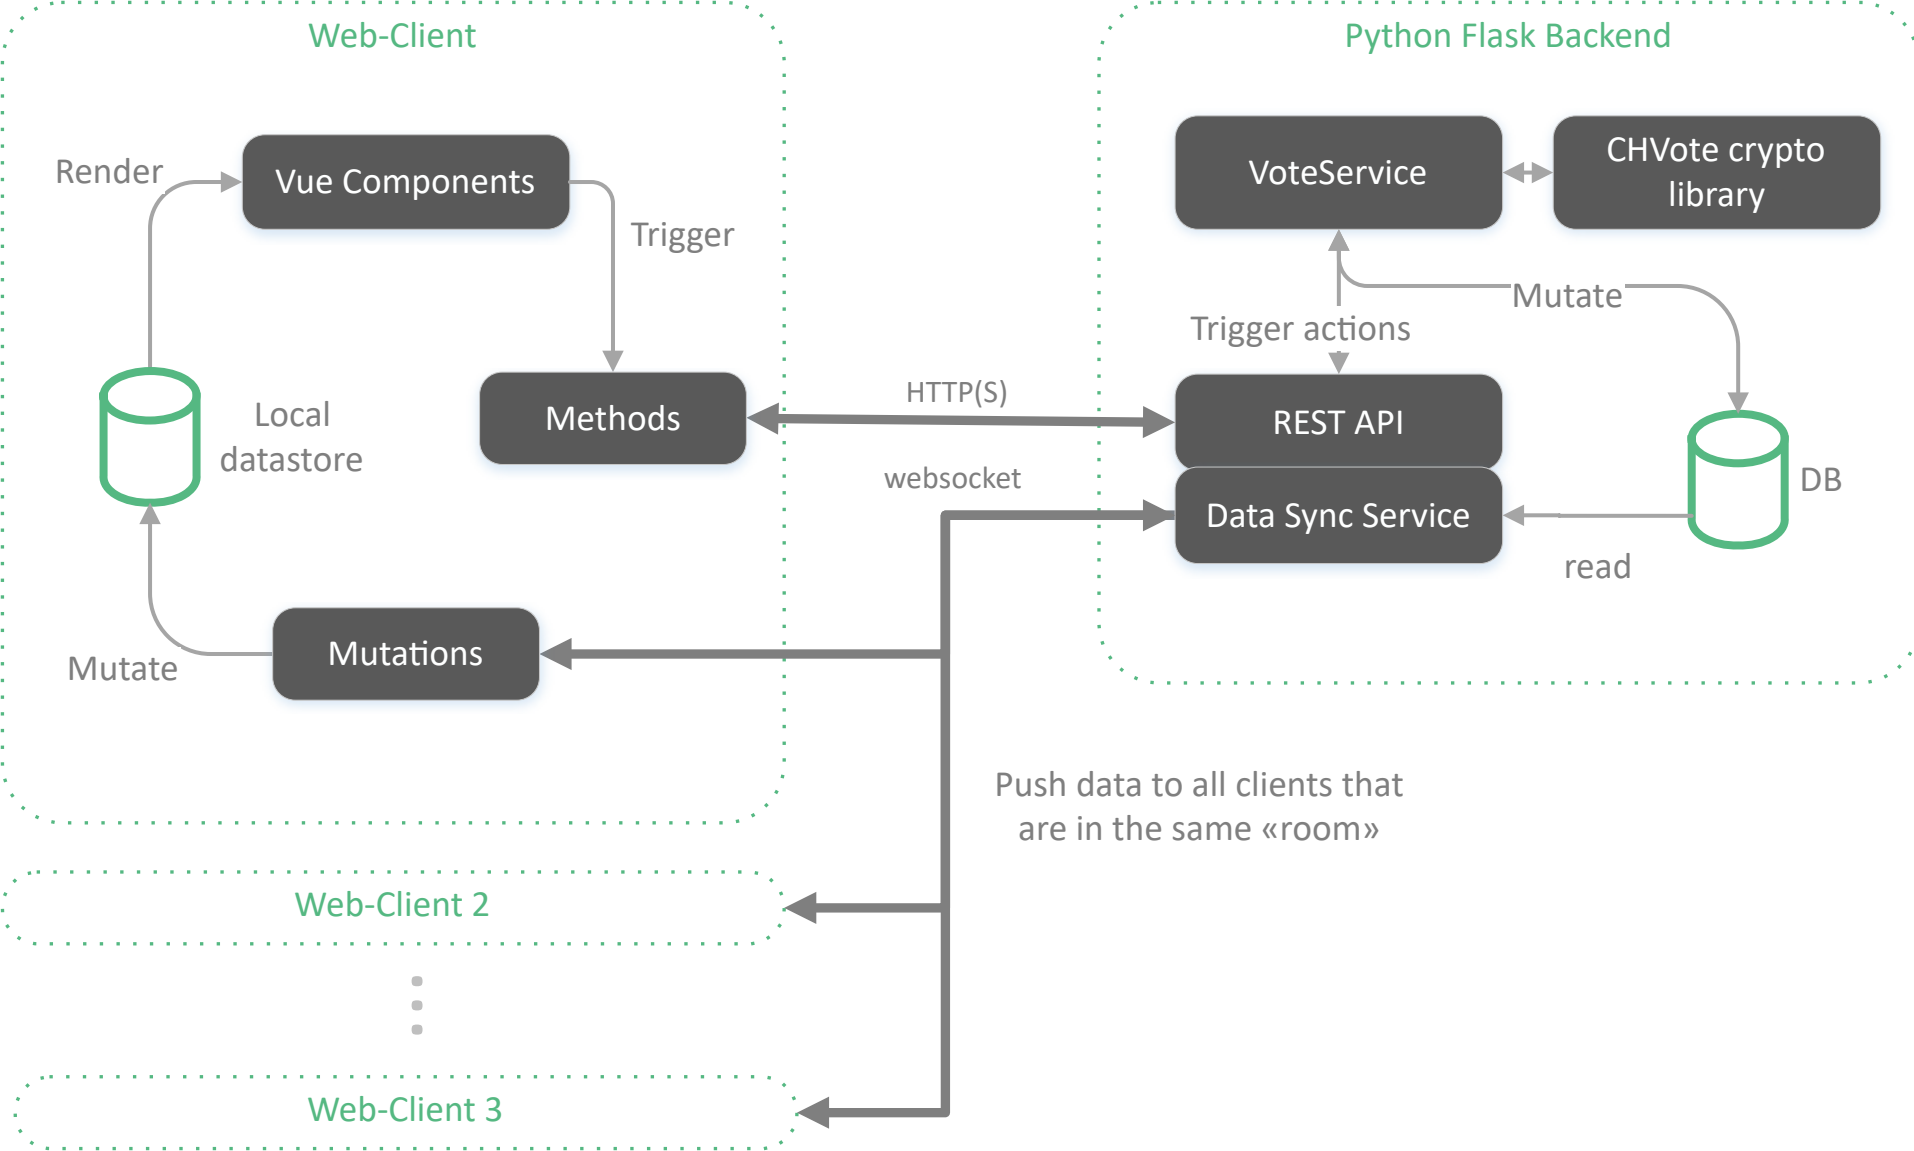 Web-Client
Render
Vue Components
Trigger
Local
datastore
Methods
Mutate
Mutations
HTTP(S)
websocket
Python Flask Backend
VoteService
CHVote crypto
library
Mutate
Trigger actions
REST API
Data Sync Service
DB
read
Push data to all clients that
are in the same «room»
Web-Client 2
Web-Client 3